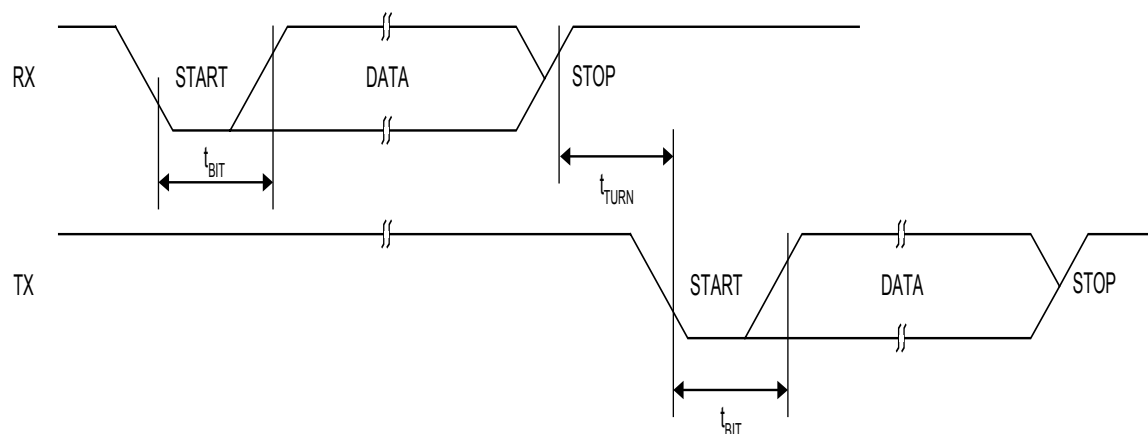 RX
START
DATA
STOP
tBIT
tTURN
TX
START
DATA
STOP
tBIT